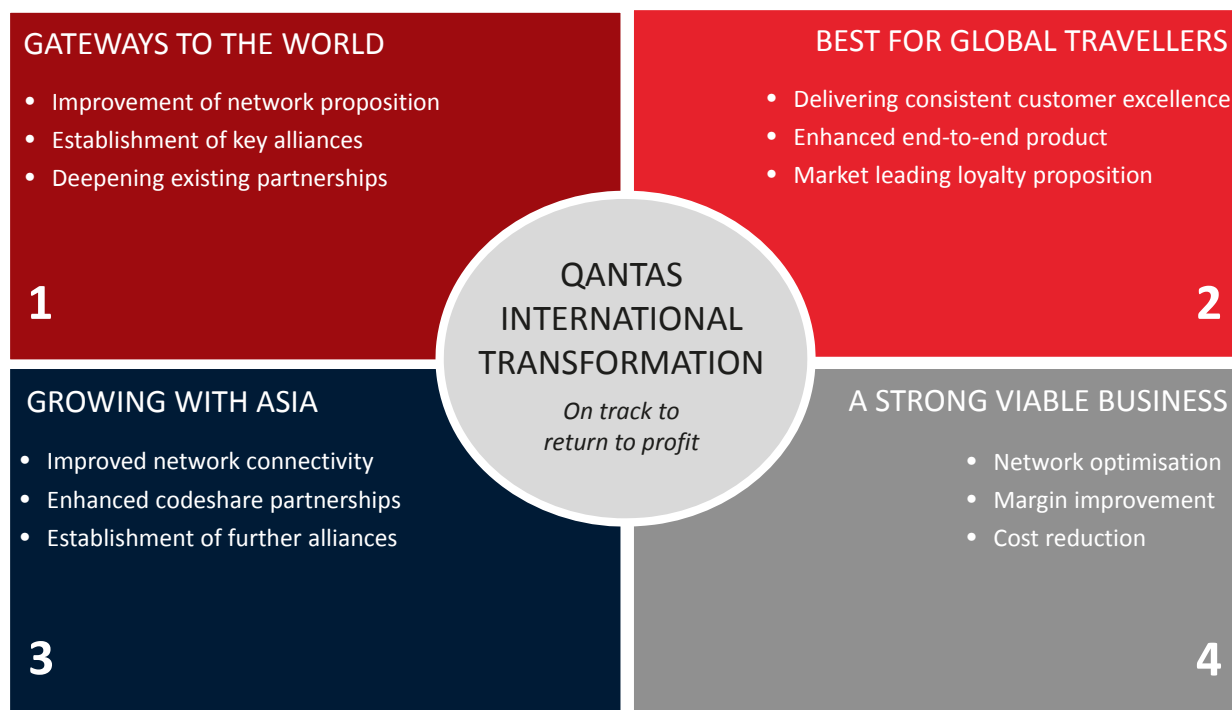 GATEWAYS TO THE WORLD
• Improvement of network proposition
• Establishment of key alliances
• Deepening existing partnerships
1
BEST FOR GLOBAL TRAVELLERS
• Delivering consistent customer excellence
• Enhanced end-to-end product
• Market leading loyalty proposition
2
QANTAS
INTERNATIONAL
TRANSFORMATION
On track to
return to profit
GROWING WITH ASIA
• Improved network connectivity
• Enhanced codeshare partnerships
• Establishment of further alliances
3
A STRONG VIABLE BUSINESS
• Network optimisation
• Margin improvement
• Cost reduction
4